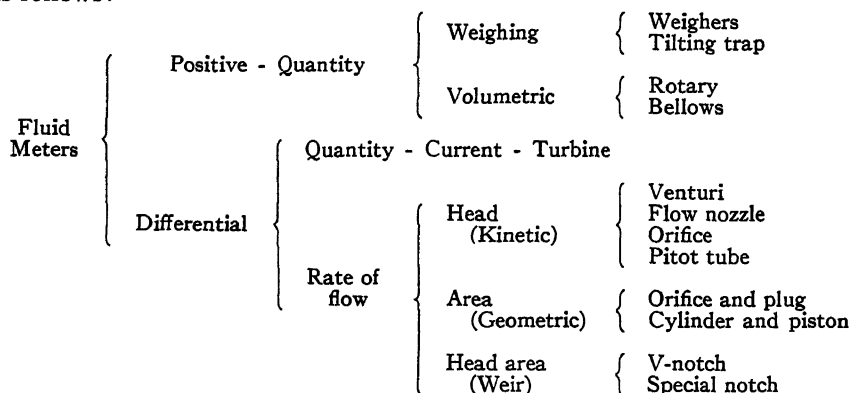 Weighing
Weighers
Tilting trap
Positive - Quantity
Volumetric
Rotary
Bellows
Fluid
Meters
Quantity - Current - Turbine
Differential
Head
(Kinetic)
Venturi
Flow nozzle
Orifice
Pitot tube
Rate of
flow
Area
(Geometric)
Orifice and plug
Cylinder and piston
Head area
(Weir)
V-notch
Special notch